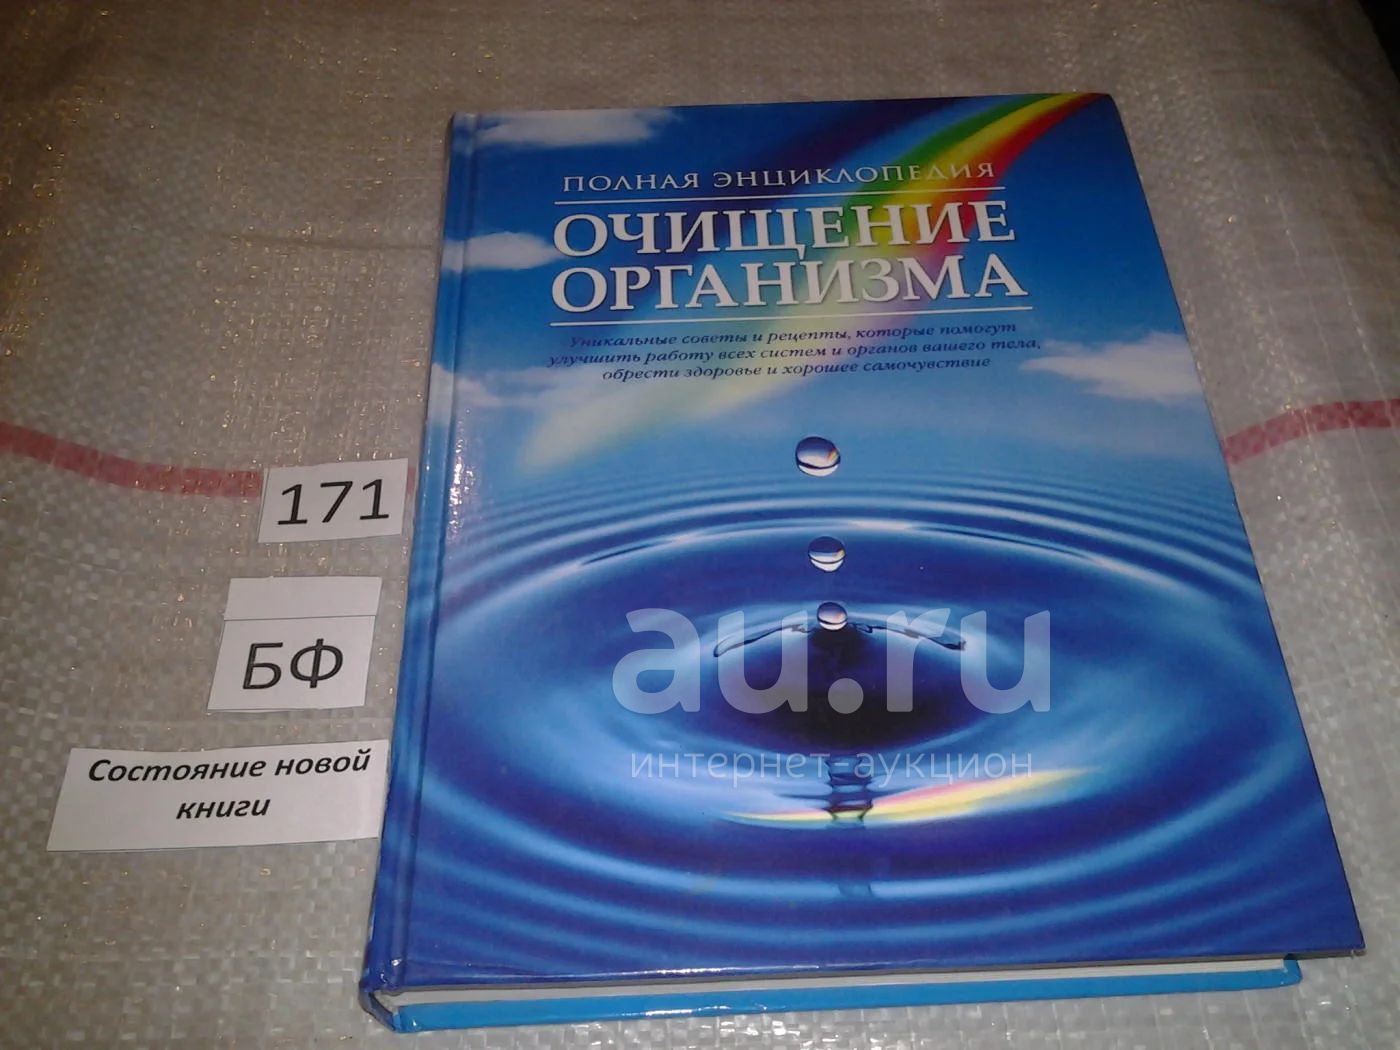 ПОЛНАЯ ЭНЦИКЛОПЕДИЯ
ОЧИЩЕНИЕ
ОРГАНИЗМА
Уникальные советы и рецепты, которые помогут
улучшить работу всех систем и органов вашего тела,
обрести здоровье и хорошее самочувствие
171
БФ
Состояние новой
книги
au.ru
интернет-аукцион